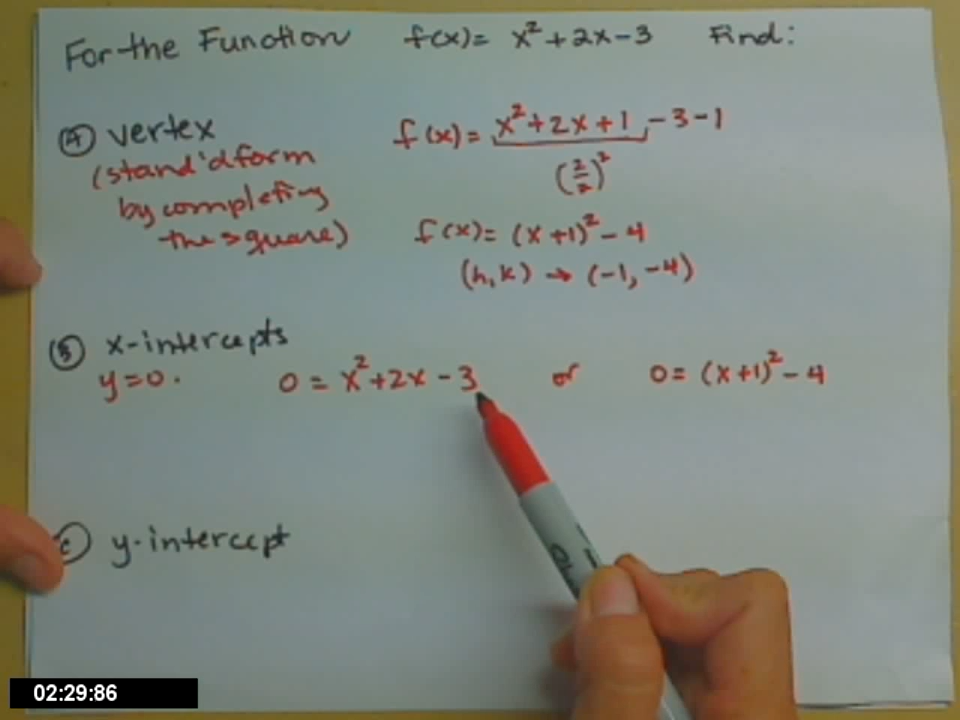 For the Function f(x) = x² + 2x - 3 Find:
(A) vertex f(x) = x² + 2x + 1 - 3 - 1
(stand'd form
by completing (2/2)²
the square) f(x) = (x + 1)² - 4
(h, k) → (-1, -4)
(B) x-intercepts
y = 0. 0 = x² + 2x - 3 or 0 = (x + 1)² - 4
(C) y-intercept
02:29:86